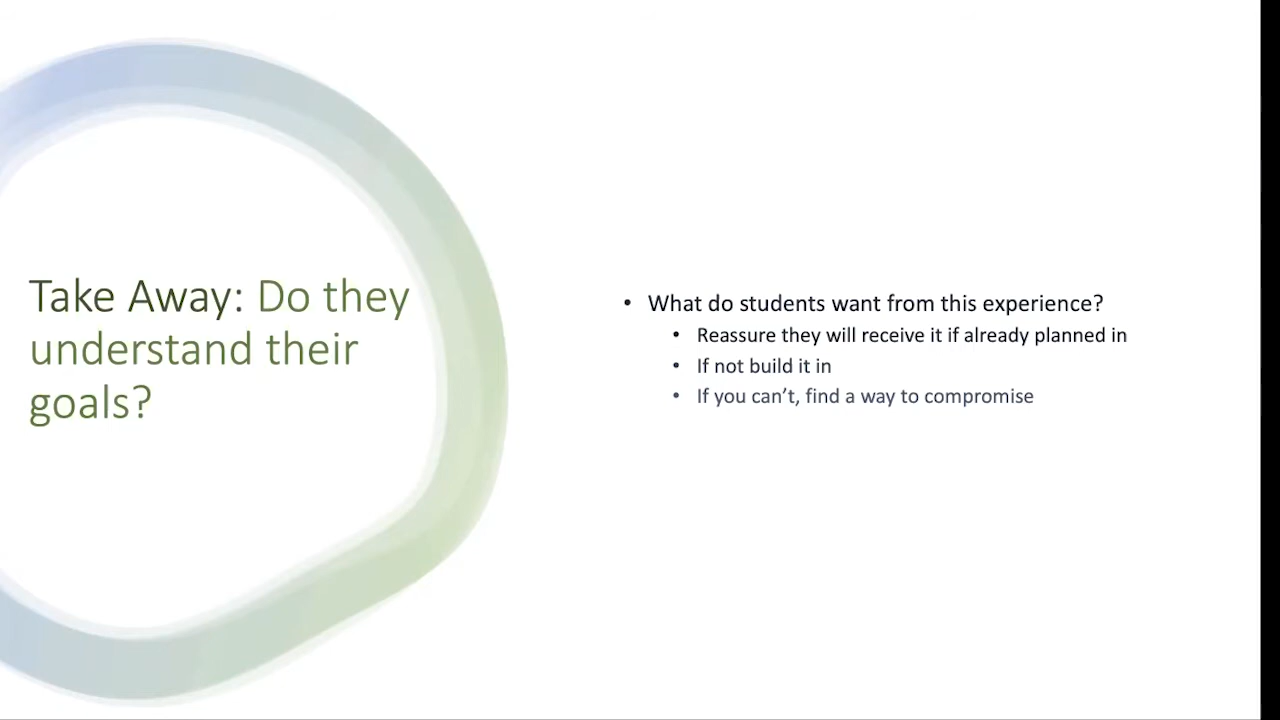 Take Away: Do they
understand their
goals?
• What do students want from this experience?
• Reassure they will receive it if already planned in
• If not build it in
• If you can’t, find a way to compromise